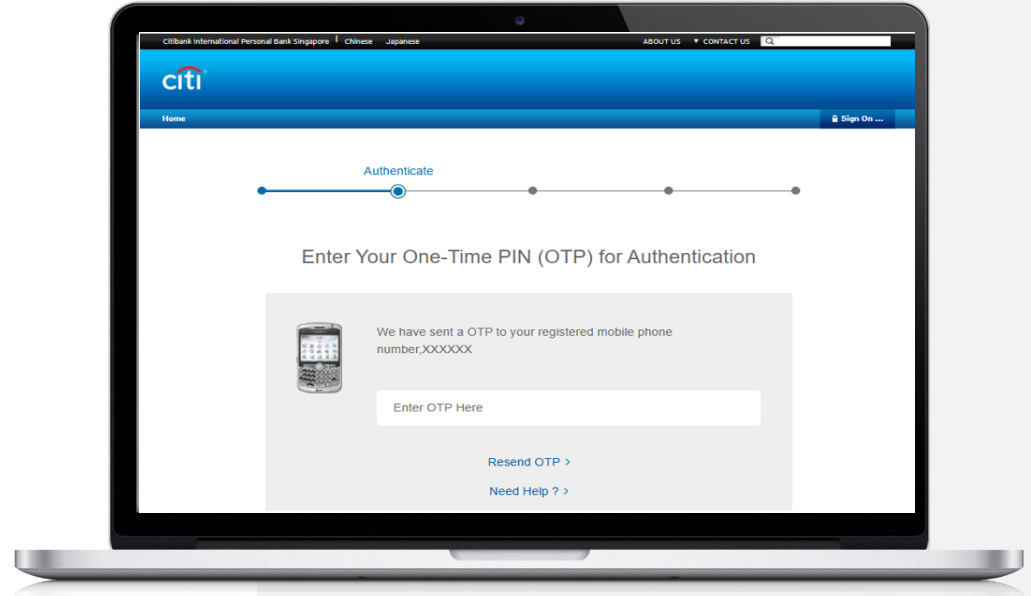 Citibank International Personal Bank Singapore | Chinese Japanese ABOUT US ▼ CONTACT US
citi®
Home Sign On ...
Authenticate
Enter Your One-Time PIN (OTP) for Authentication
We have sent a OTP to your registered mobile phone
number,XXXXXX
Enter OTP Here
Resend OTP >
Need Help ? >